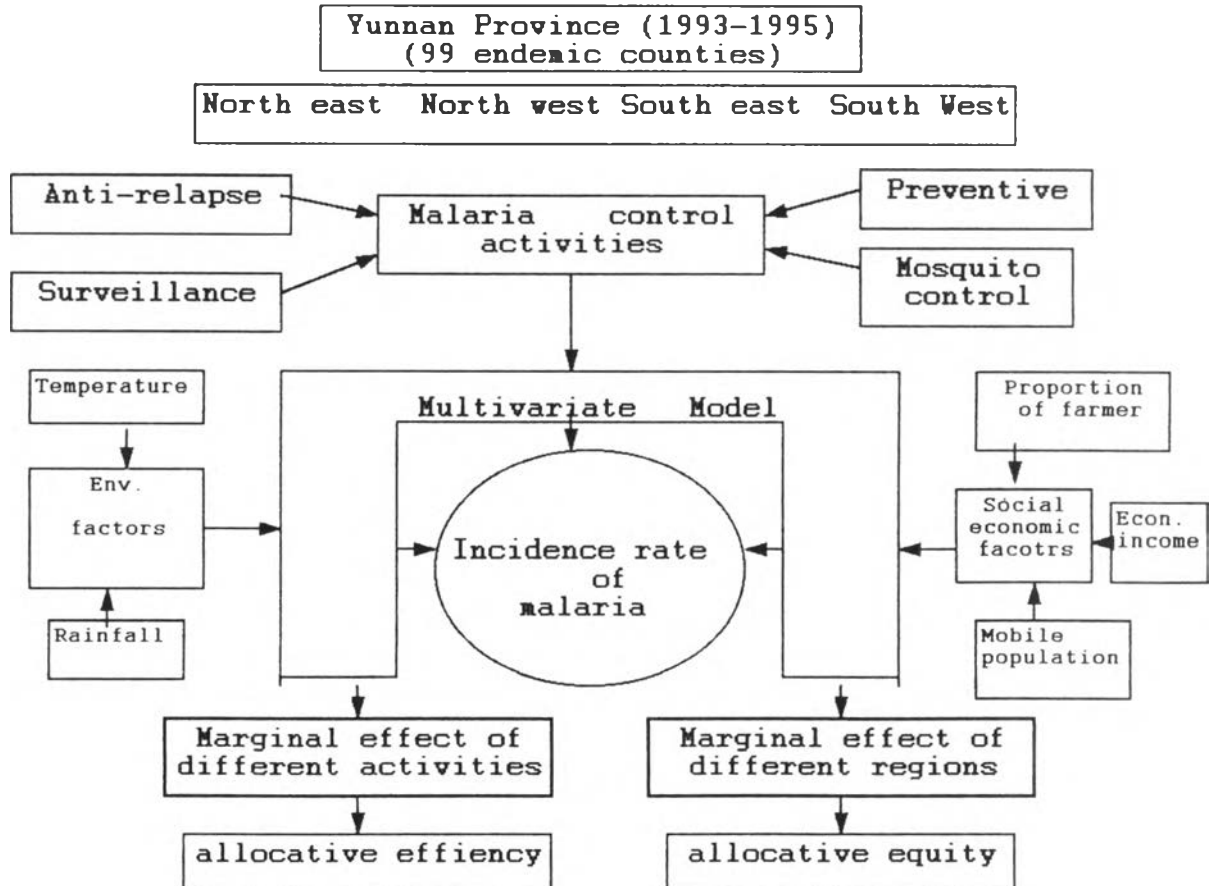 Yunnan Province (1993-1995)
(99 endemic counties)
North east North west South east South West
Anti-relapse
Malaria control
activities
Preventive
Surveillance
Mosquito
control
Temperature
Env.
factors
Rainfall
Multivariate Model
Incidence rate
of
malaria
Proportion
of farmer
Social
economic
facotrs
Econ.
income
Mobile
population
Marginal effect of
different activities
Marginal effect of
different regions
allocative effiency
allocative equity